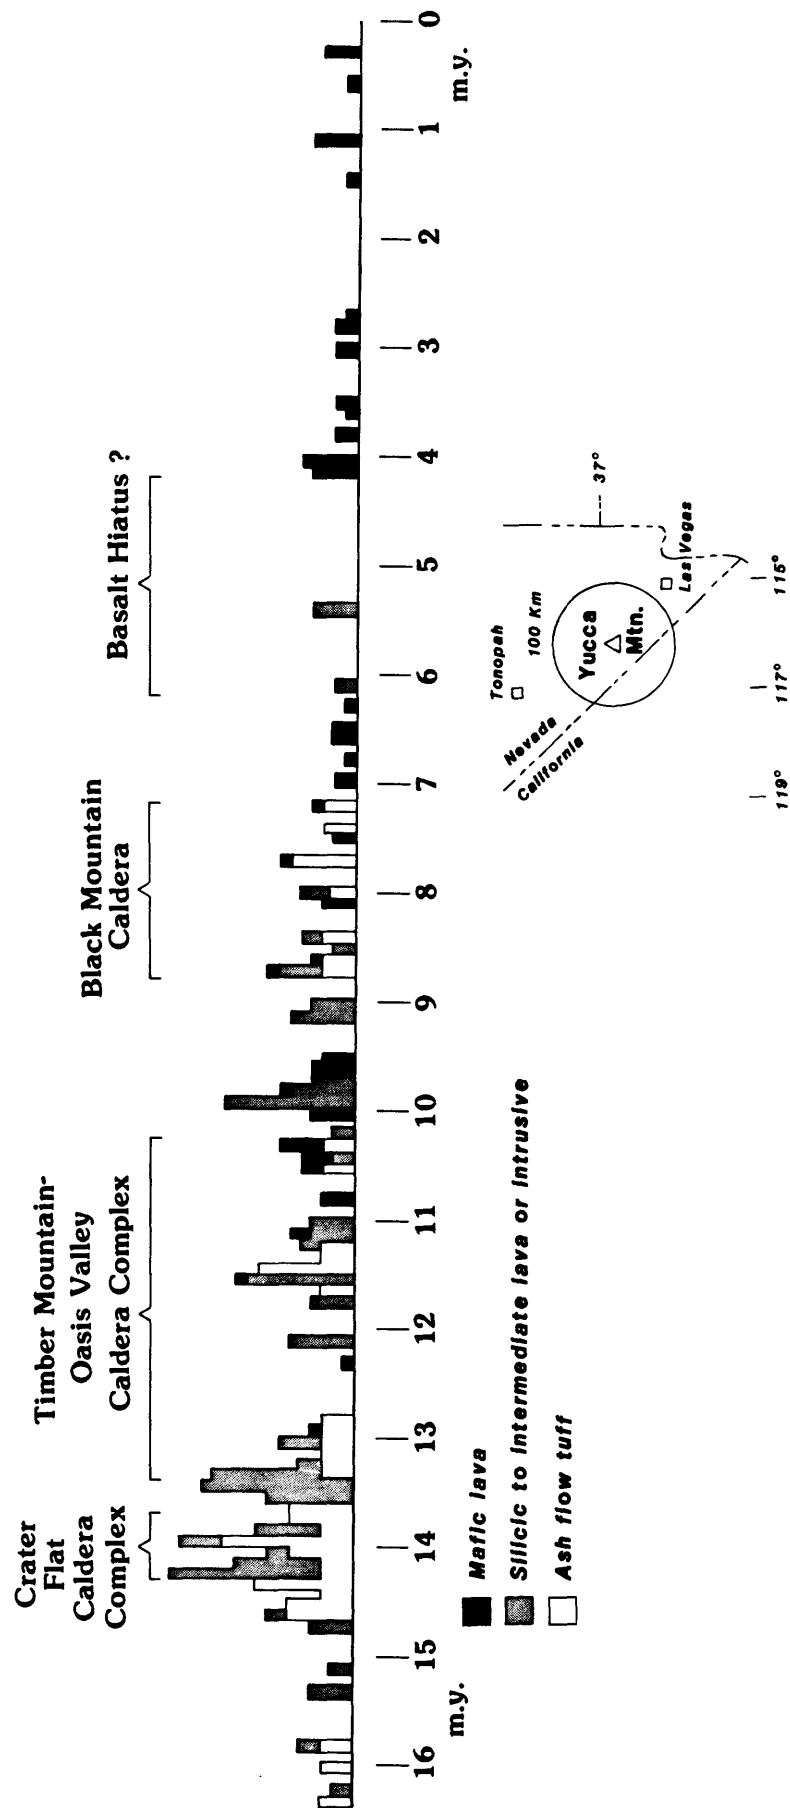 Crater
Flat
Caldera
Complex
Timber Mountain-
Oasis Valley
Caldera Complex
Black Mountain
Caldera
Basalt Hiatus ?
16
15
14
13
12
11
10
9
8
7
6
5
4
3
2
1
0
m.y.
m.y.
Mafic lava
Silicic to intermediate lava or intrusive
Ash flow tuff
Tonopah
100 Km
Nevada
California
Yucca
Mtn.
Las Vegas
37°
119°
117°
115°